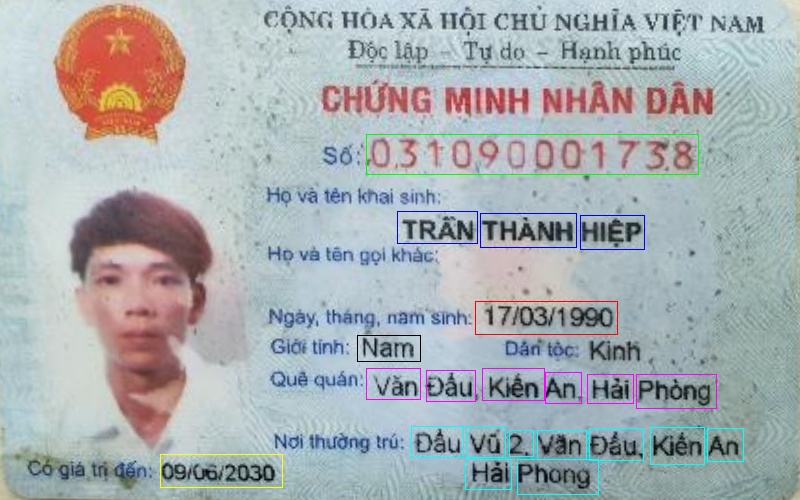 CỘNG HÒA XÃ HỘI CHỦ NGHĨA VIỆT NAM
Độc lập – Tự do – Hạnh phúc
CHỨNG MINH NHÂN DÂN
Số: 031090001738
Họ và tên khai sinh:
TRẦN THÀNH HIỆP
Họ và tên gọi khác:
Ngày, tháng, năm sinh: 17/03/1990
Giới tính: Nam Dân tộc: Kinh
Quê quán: Văn Đẩu, Kiến An, Hải Phòng
Nơi thường trú: Đẩu Vũ 2, Văn Đẩu, Kiến An
Hải Phòng
Có giá trị đến: 09/06/2030